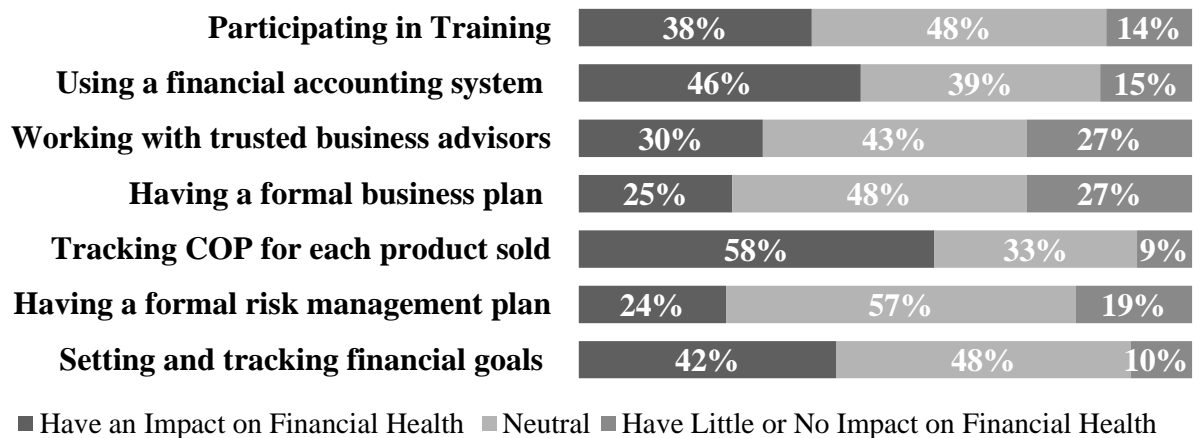 Participating in Training 38% 48% 14%
Using a financial accounting system 46% 39% 15%
Working with trusted business advisors 30% 43% 27%
Having a formal business plan 25% 48% 27%
Tracking COP for each product sold 58% 33% 9%
Having a formal risk management plan 24% 57% 19%
Setting and tracking financial goals 42% 48% 10%
Have an Impact on Financial Health Neutral Have Little or No Impact on Financial Health